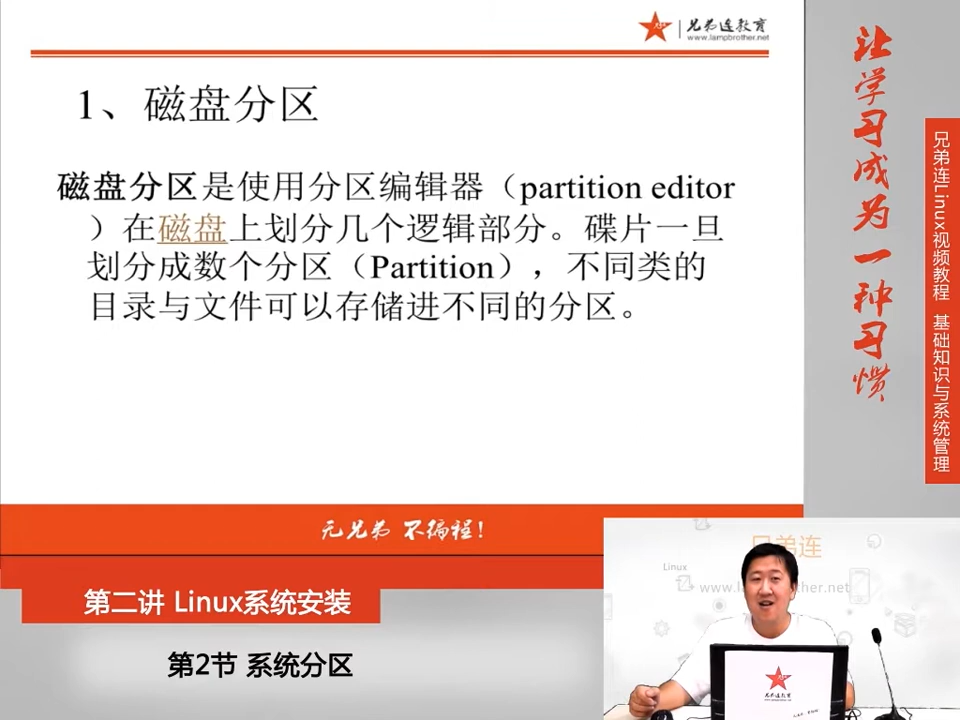 兄弟连教育
www.lampbrother.net
1、磁盘分区
磁盘分区是使用分区编辑器（partition editor
）在磁盘上划分几个逻辑部分。碟片一旦
划分成数个分区（Partition），不同类的
目录与文件可以存储进不同的分区。
无兄弟 不编程!
第二讲 Linux系统安装
第2节 系统分区
让学习成为一种习惯
兄弟连Linux视频教程 基础知识与系统管理
兄弟连
Linux
兄弟连教育